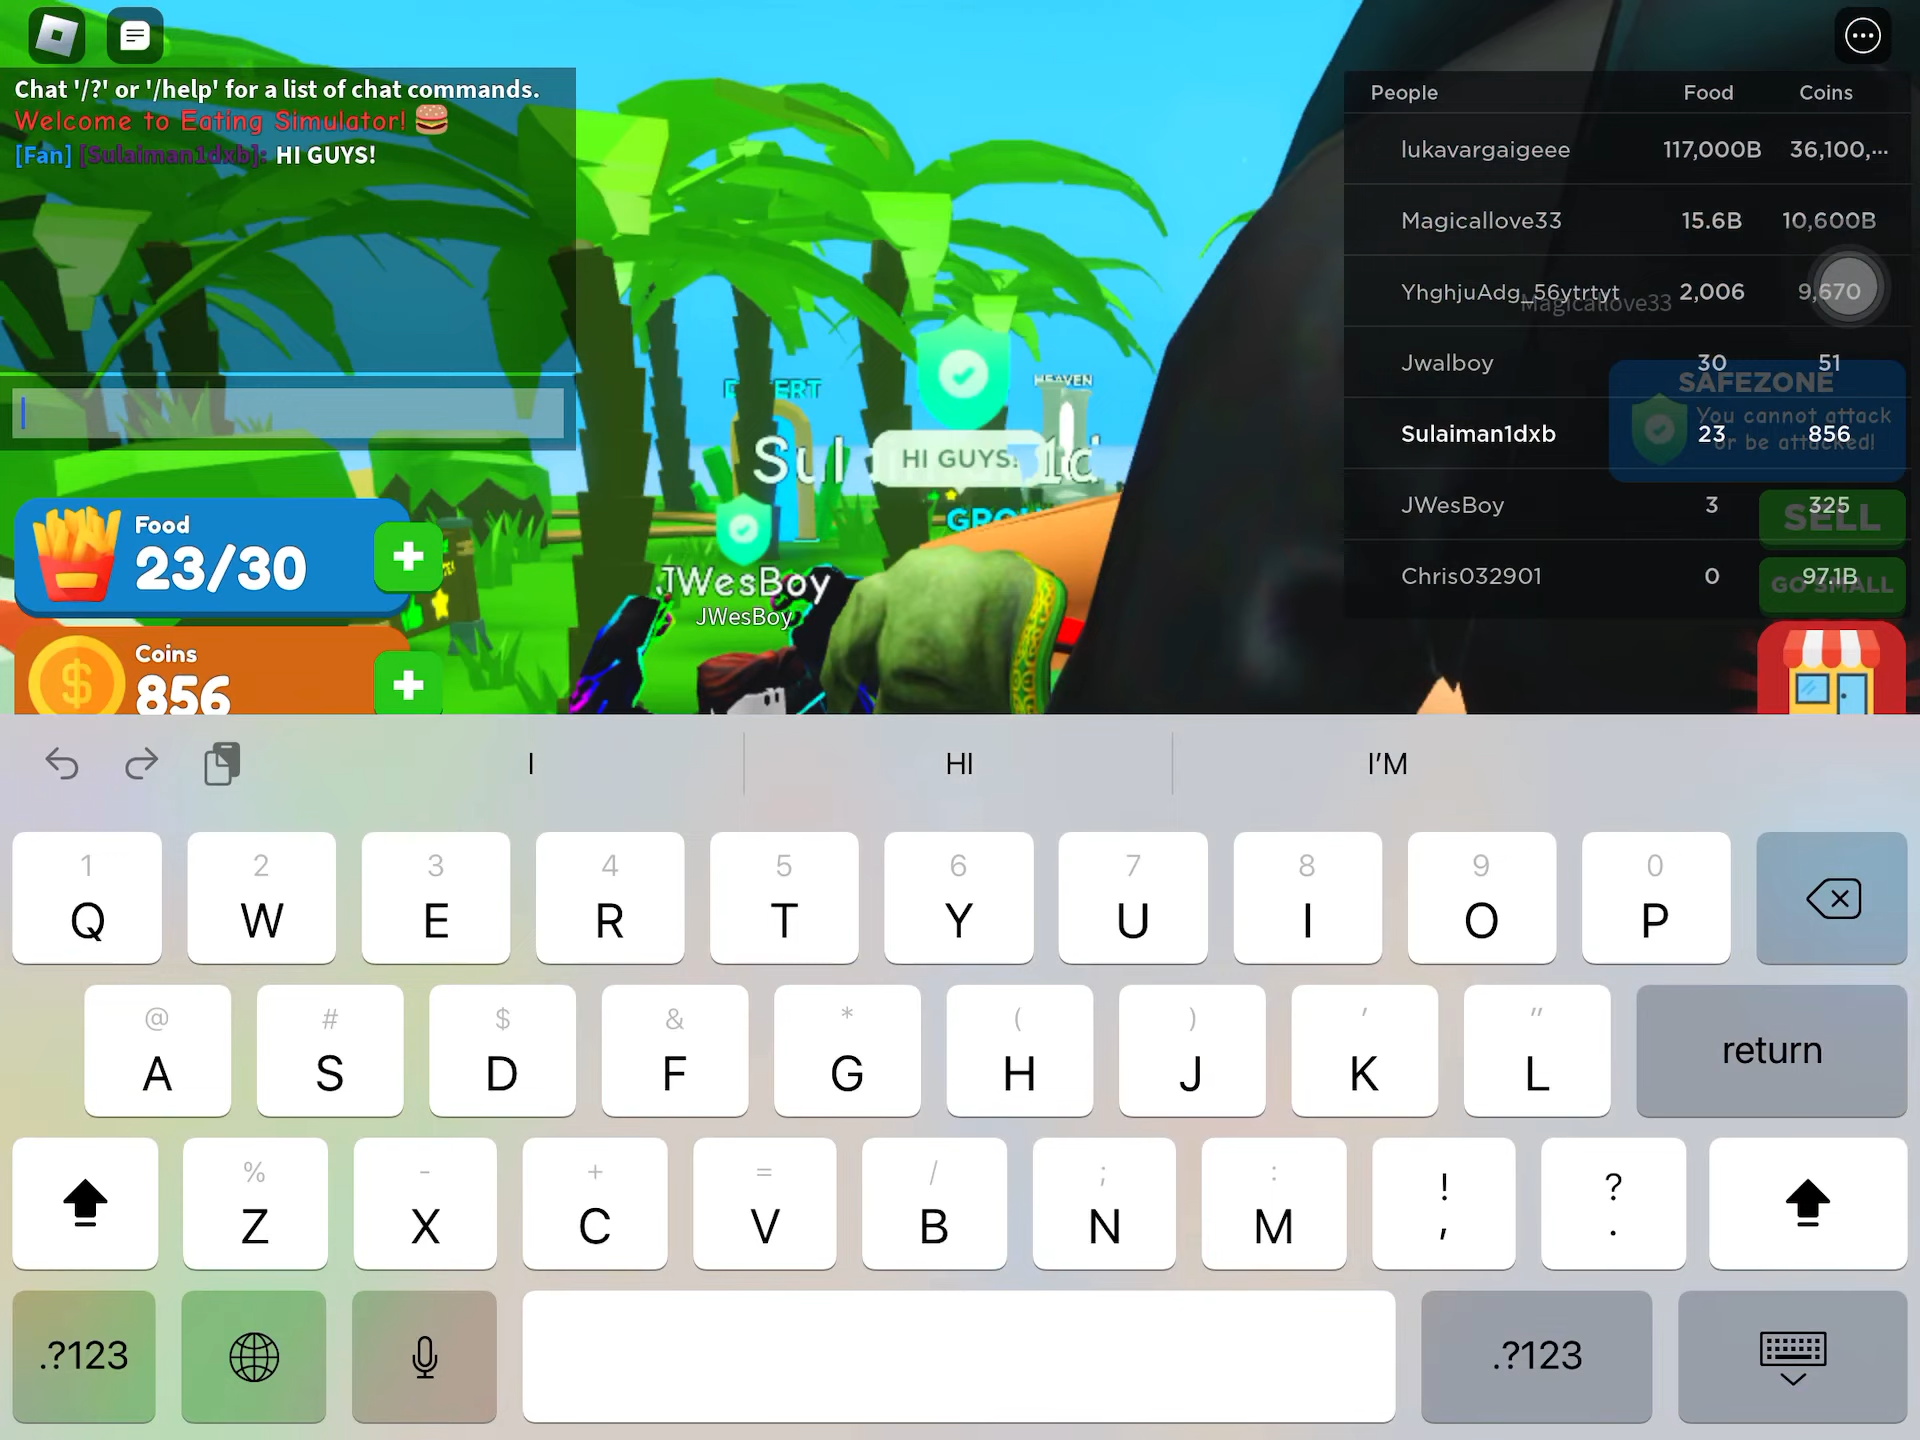 Chat '/?' or '/help' for a list of chat commands.
Welcome to Eating Simulator!
[Fan] [Sulaiman1dxb]: HI GUYS!
People Food Coins
lukavargaigeee 117,000B 36,100,...
Magicallove33 15.6B 10,600B
YhghjuAdg_56ytrtyt 2,006 9,670
Magicallove33
Jwalboy 30 51
SAFEZONE
You cannot attack
or be attacked!
Sulaiman1dxb 23 856
JWesBoy 3 325
SELL
Chris032901 0 97.1B
GO SMALL
HEAVEN
HI GUYS!
JWesBoy
JWesBoy
Food
23/30
Coins
856
I HI I'M
1 2 3 4 5 6 7 8 9 0
Q W E R T Y U I O P
@ # $ & * ( ) ' "
A S D F G H J K L return
% - + = / ; : ! ?
Z X C V B N M , .
.?123 .?123